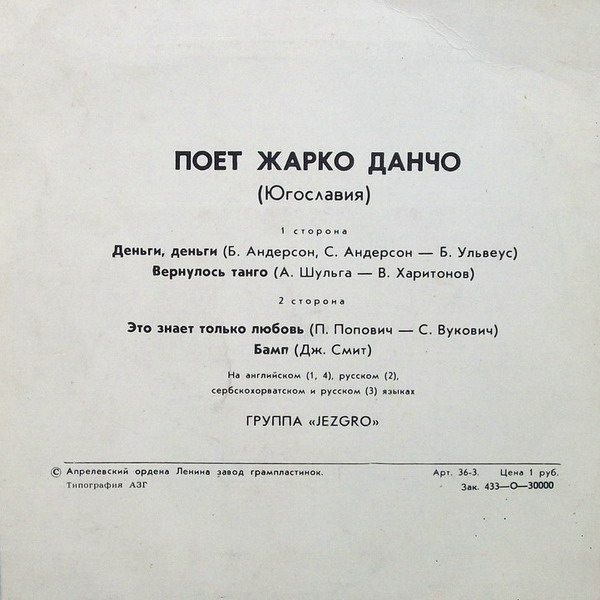 ПОЕТ ЖАРКО ДАНЧО
(Югославия)
1 сторона
Деньги, деньги (Б. Андерсон, С. Андерсон — Б. Ульвеус)
Вернулось танго (А. Шульга — В. Харитонов)
2 сторона
Это знает только любовь (П. Попович — С. Вукович)
Бамп (Дж. Смит)
На английском (1, 4), русском (2),
сербскохорватском и русском (3) языках
ГРУППА «JEZGRO»
© Апрелевский ордена Ленина завод грампластинок. Арт. 36-3. Цена 1 руб.
Типография АЗГ Зак. 433—О—30000